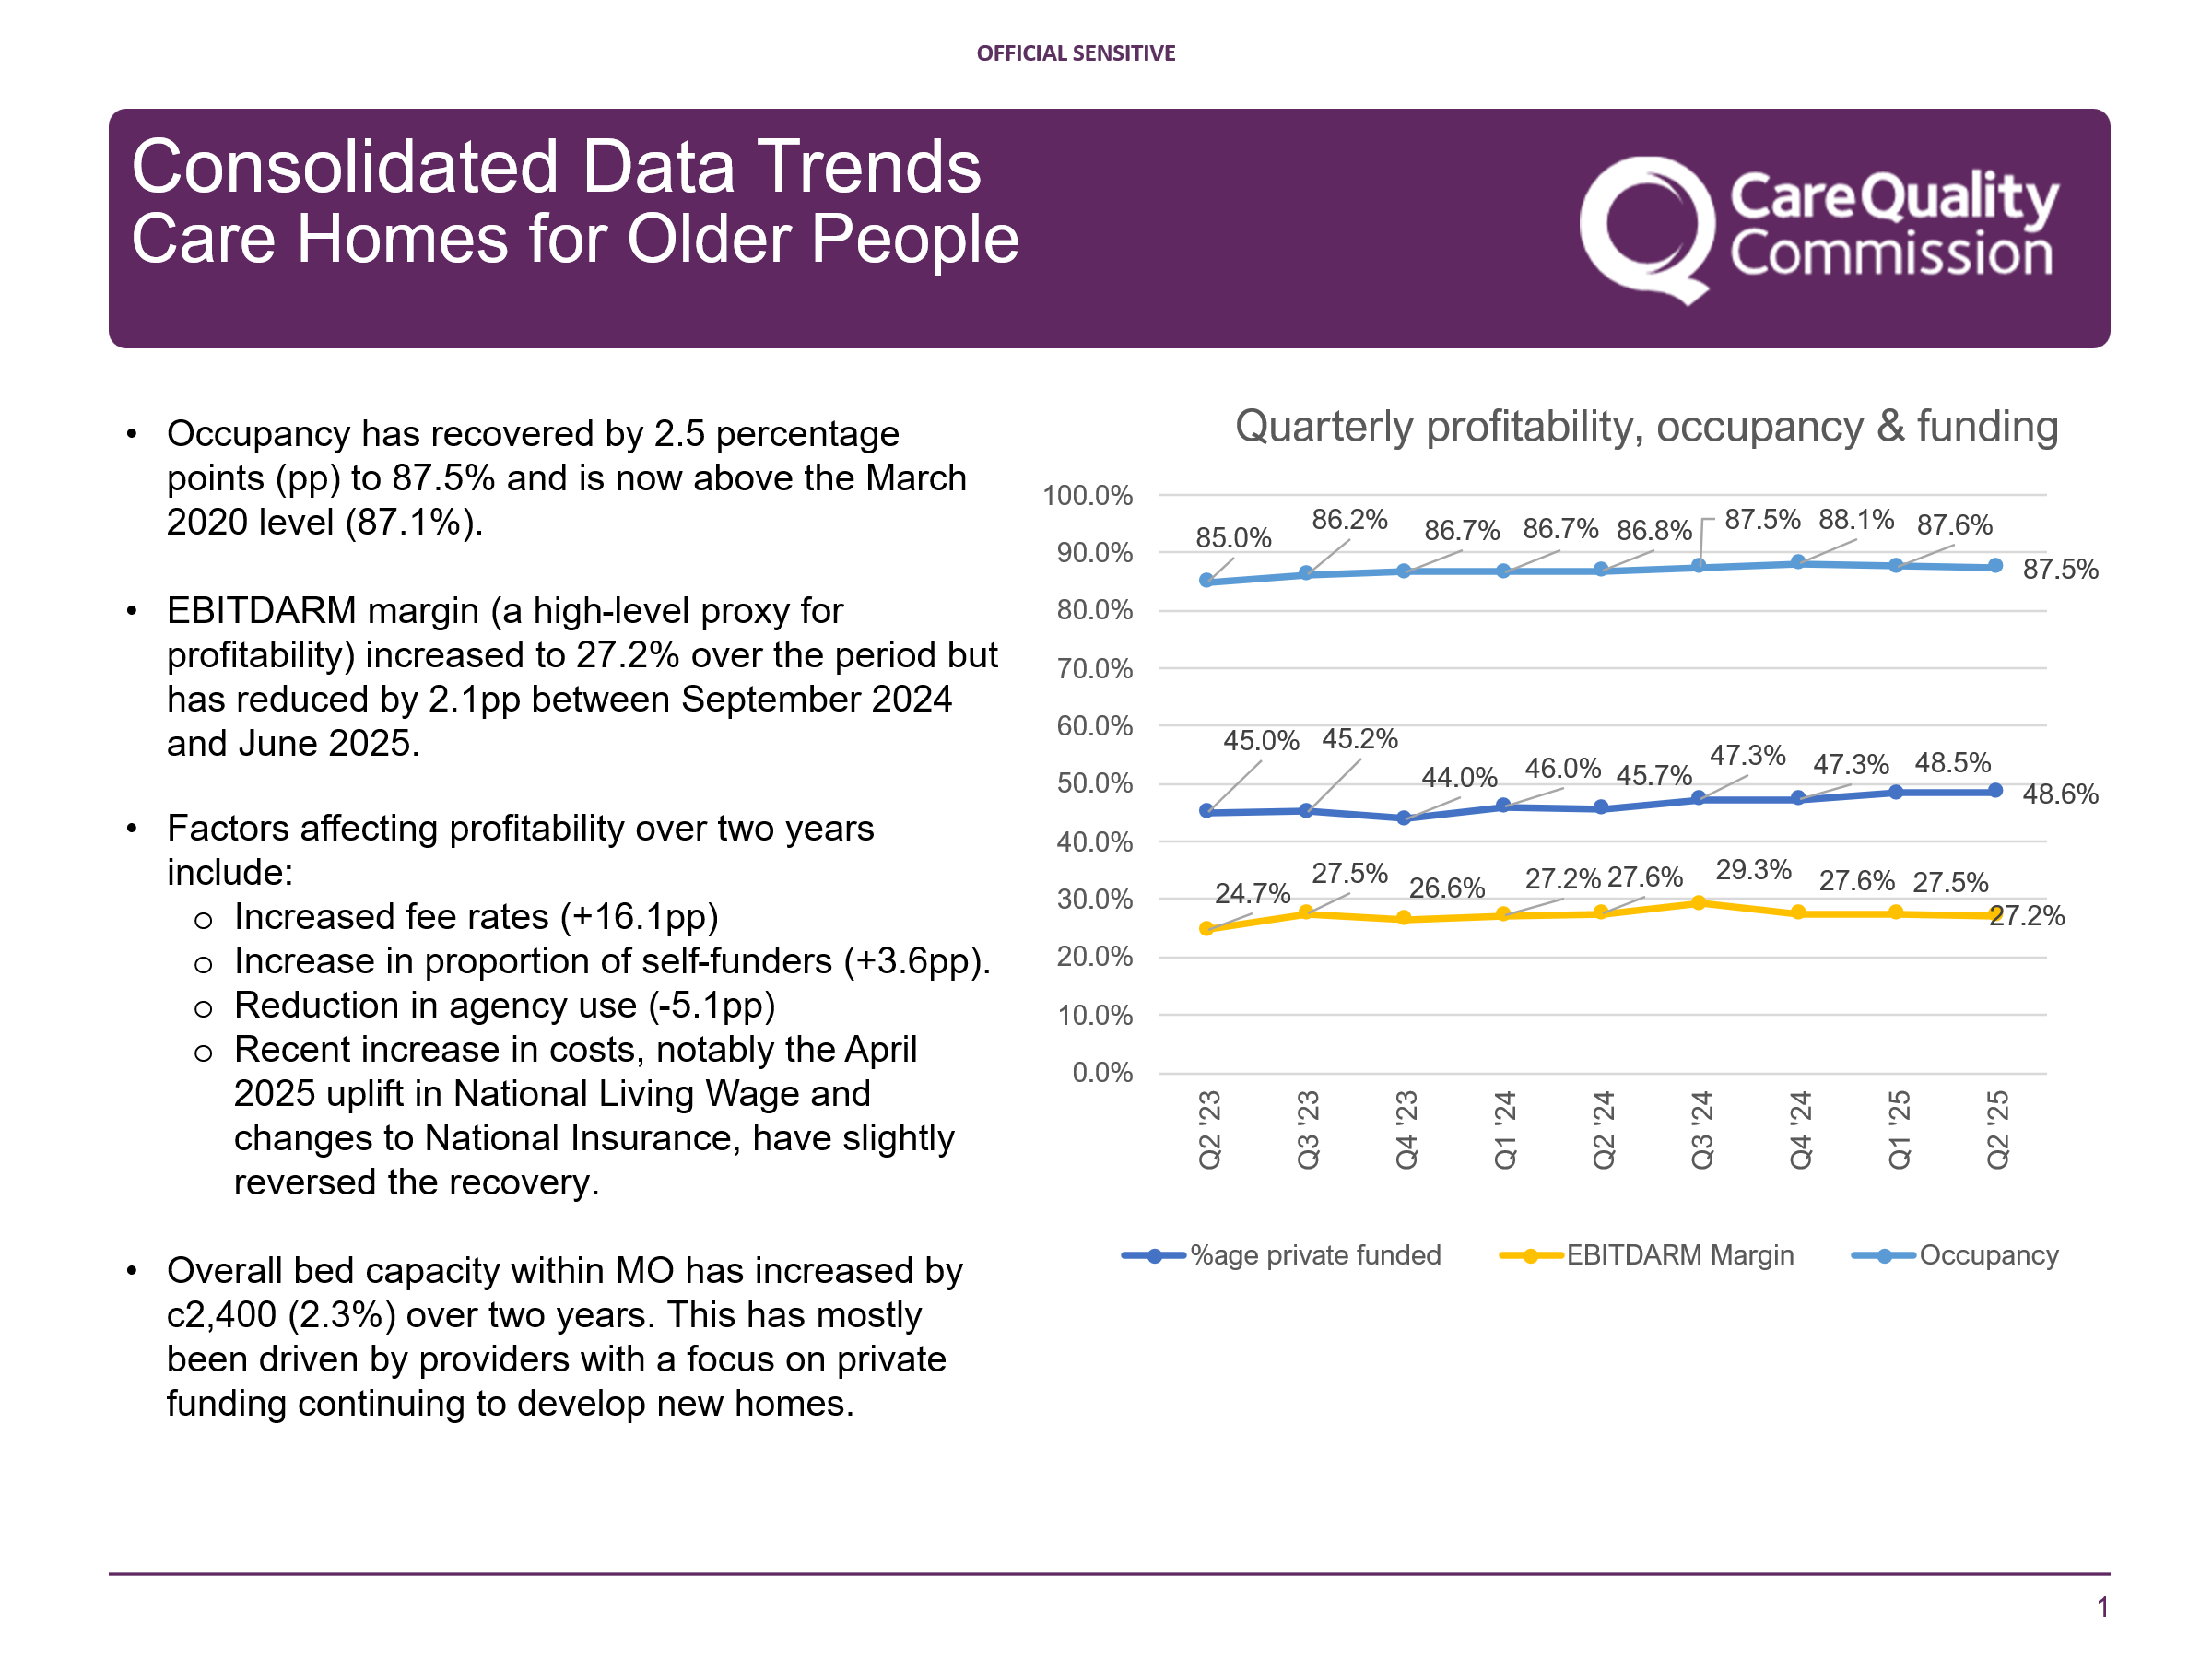 OFFICIAL SENSITIVE
Consolidated Data Trends
Care Homes for Older People
CareQuality
Commission
• Occupancy has recovered by 2.5 percentage
points (pp) to 87.5% and is now above the March
2020 level (87.1%).
• EBITDARM margin (a high-level proxy for
profitability) increased to 27.2% over the period but
has reduced by 2.1pp between September 2024
and June 2025.
• Factors affecting profitability over two years
include:
o Increased fee rates (+16.1pp)
o Increase in proportion of self-funders (+3.6pp).
o Reduction in agency use (-5.1pp)
o Recent increase in costs, notably the April
2025 uplift in National Living Wage and
changes to National Insurance, have slightly
reversed the recovery.
• Overall bed capacity within MO has increased by
c2,400 (2.3%) over two years. This has mostly
been driven by providers with a focus on private
funding continuing to develop new homes.
Quarterly profitability, occupancy & funding
100.0%
90.0%
80.0%
70.0%
60.0%
50.0%
40.0%
30.0%
20.0%
10.0%
0.0%
85.0% 86.2% 86.7% 86.7% 86.8% 87.5% 88.1% 87.6% 87.5%
45.0% 45.2% 44.0% 46.0% 45.7% 47.3% 47.3% 48.5% 48.6%
24.7% 27.5% 26.6% 27.2% 27.6% 29.3% 27.6% 27.5% 27.2%
Q2 '23 Q3 '23 Q4 '23 Q1 '24 Q2 '24 Q3 '24 Q4 '24 Q1 '25 Q2 '25
%age private funded EBITDARM Margin Occupancy
1